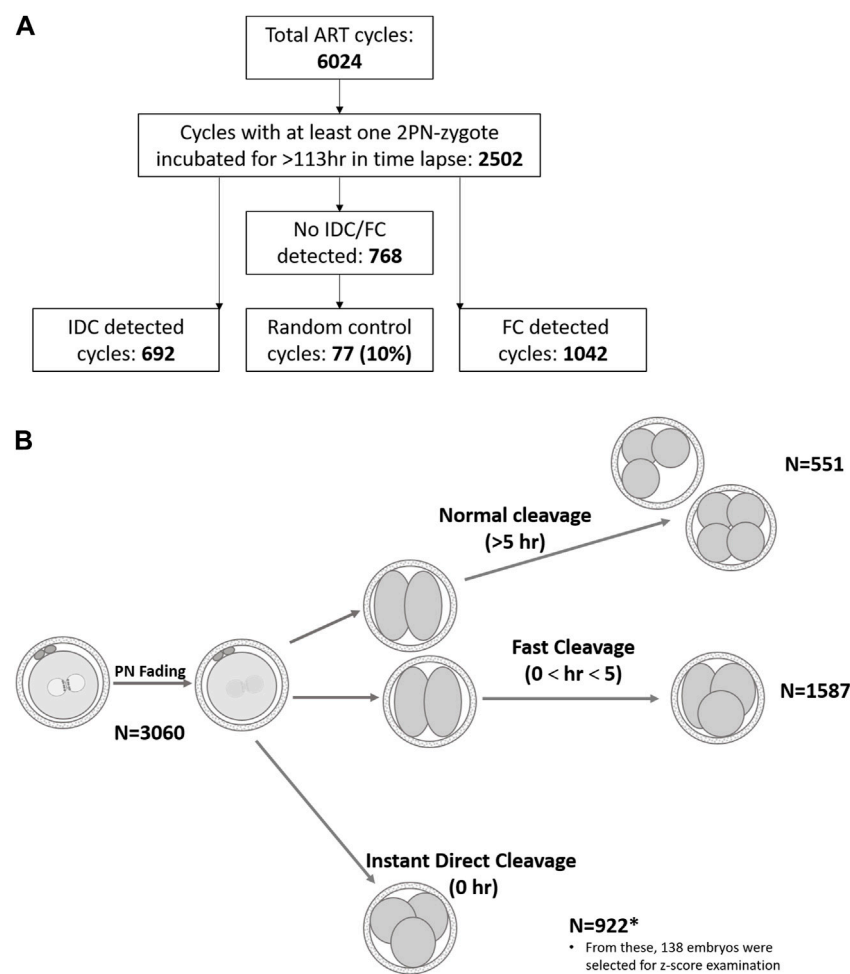 A
Total ART cycles:
6024
Cycles with at least one 2PN-zygote
incubated for >113hr in time lapse: 2502
No IDC/FC
detected: 768
IDC detected
cycles: 692
Random control
cycles: 77 (10%)
FC detected
cycles: 1042
B
N=551
Normal cleavage
(>5 hr)
PN Fading
N=3060
Fast Cleavage
(0 < hr < 5)
N=1587
Instant Direct Cleavage
(0 hr)
N=922*
• From these, 138 embryos were
selected for z-score examination